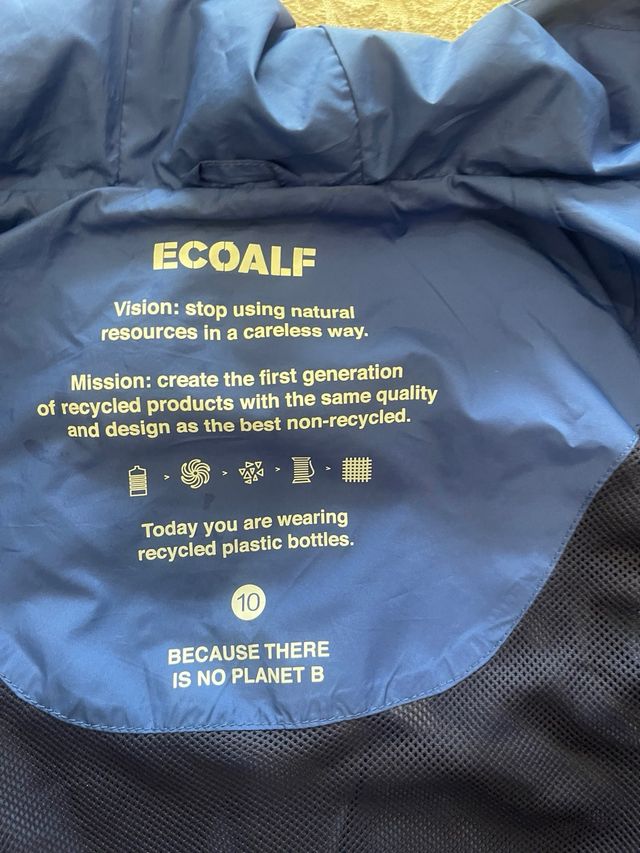 ECOALF
Vision: stop using natural
resources in a careless way.
Mission: create the first generation
of recycled products with the same quality
and design as the best non-recycled.
> > > >
Today you are wearing
recycled plastic bottles.
10
BECAUSE THERE
IS NO PLANET B